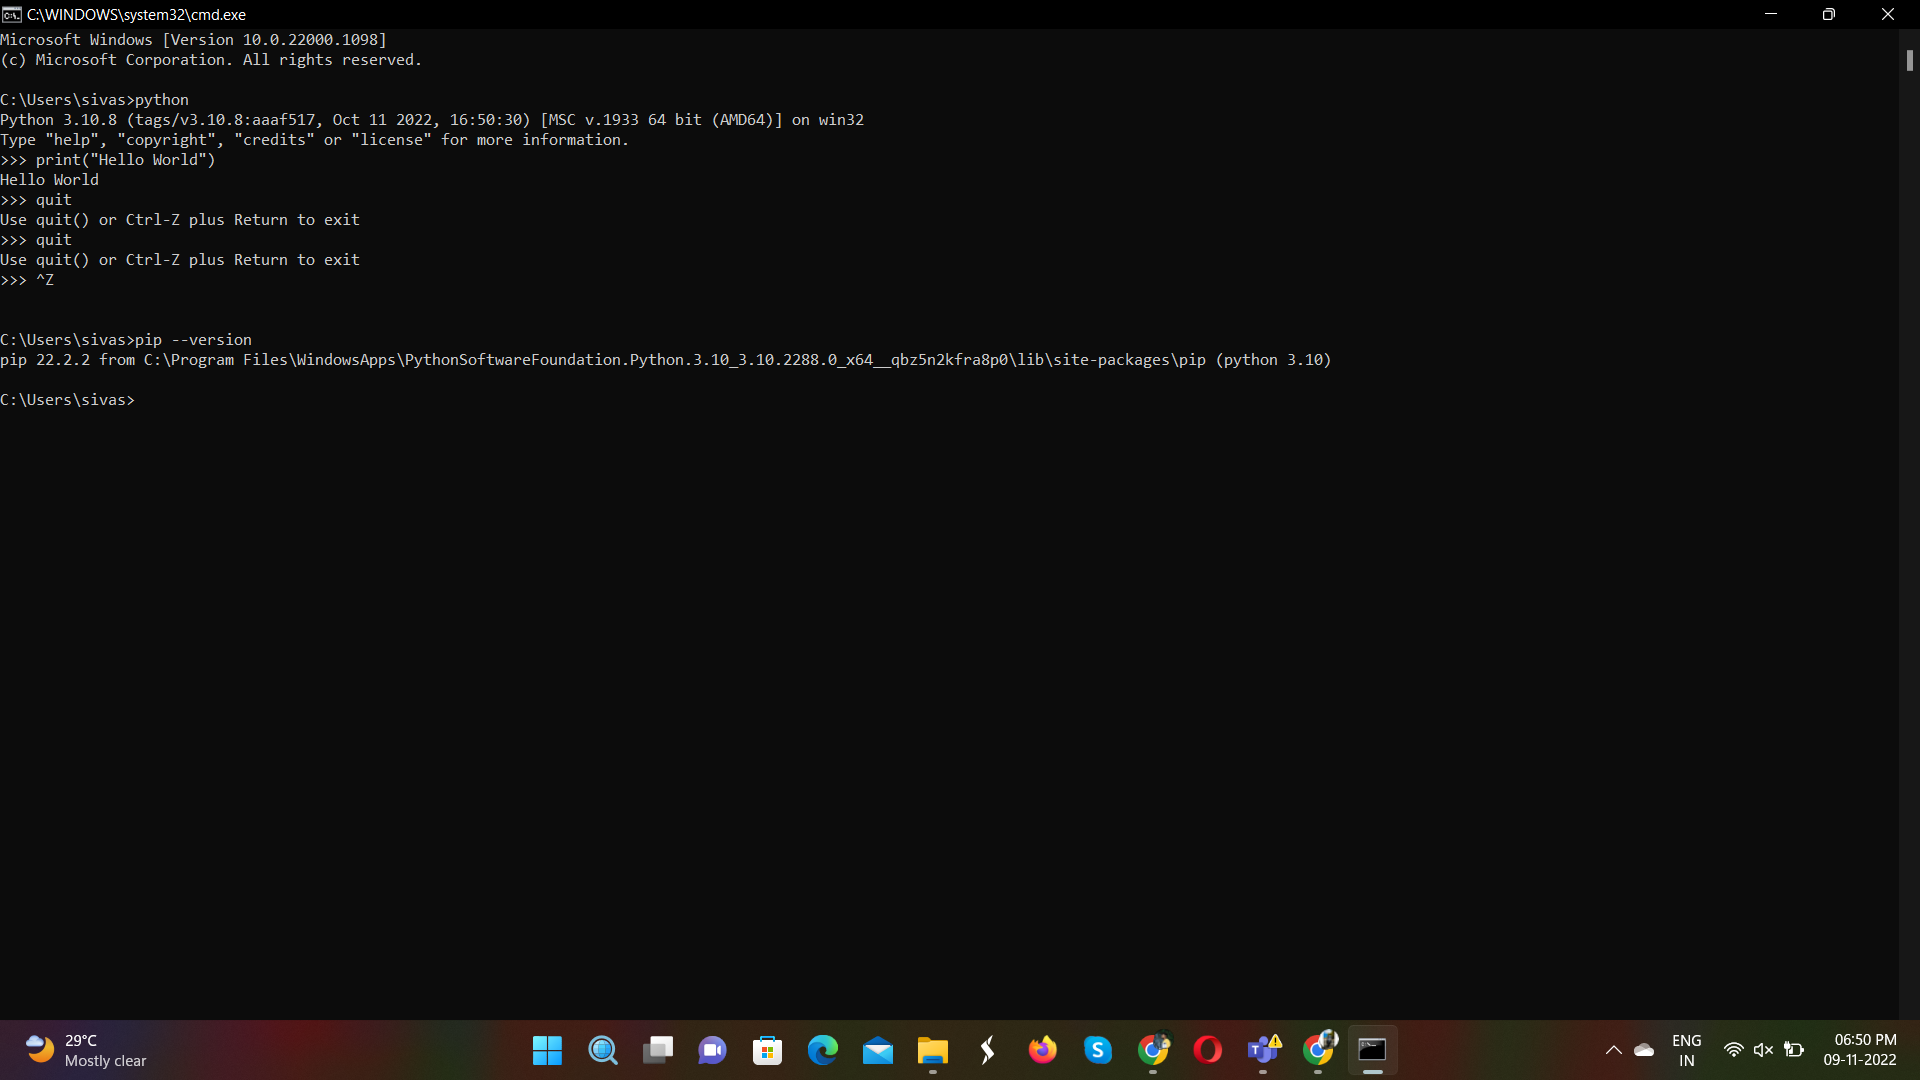 C:\WINDOWS\system32\cmd.exe
Microsoft Windows [Version 10.0.22000.1098]
(c) Microsoft Corporation. All rights reserved.
C:\Users\sivas>python
Python 3.10.8 (tags/v3.10.8:aaaf517, Oct 11 2022, 16:50:30) [MSC v.1933 64 bit (AMD64)] on win32
Type "help", "copyright", "credits" or "license" for more information.
>>> print("Hello World")
Hello World
>>> quit
Use quit() or Ctrl-Z plus Return to exit
>>> quit
Use quit() or Ctrl-Z plus Return to exit
>>> ^Z
C:\Users\sivas>pip --version
pip 22.2.2 from C:\Program Files\WindowsApps\PythonSoftwareFoundation.Python.3.10_3.10.2288.0_x64__qbz5n2kfra8p0\lib\site-packages\pip (python 3.10)
C:\Users\sivas>
29°C
Mostly clear
ENG
IN
06:50 PM
09-11-2022